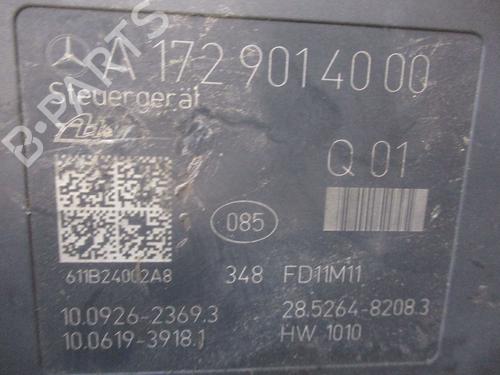 A 172 901 40 00
Steuergerät
Ate
Q 01
085
611B24002A8 348 FD11M11
10.0926-2369.3 28.5264-8208.3
10.0619-3918.1 HW 1010
B-PARTS